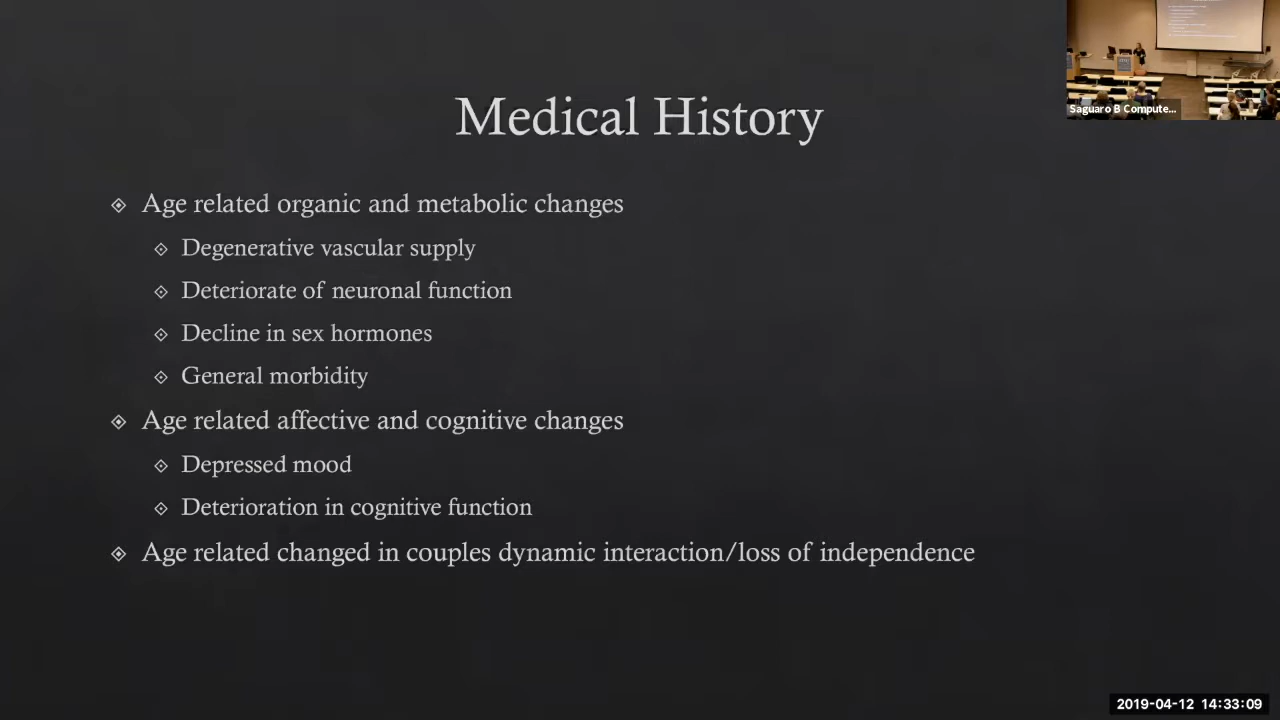 Medical History
Age related organic and metabolic changes
Degenerative vascular supply
Deteriorate of neuronal function
Decline in sex hormones
General morbidity
Age related affective and cognitive changes
Depressed mood
Deterioration in cognitive function
Age related changed in couples dynamic interaction/loss of independence
Saguaro B Compute...
2019-04-12 14:33:09